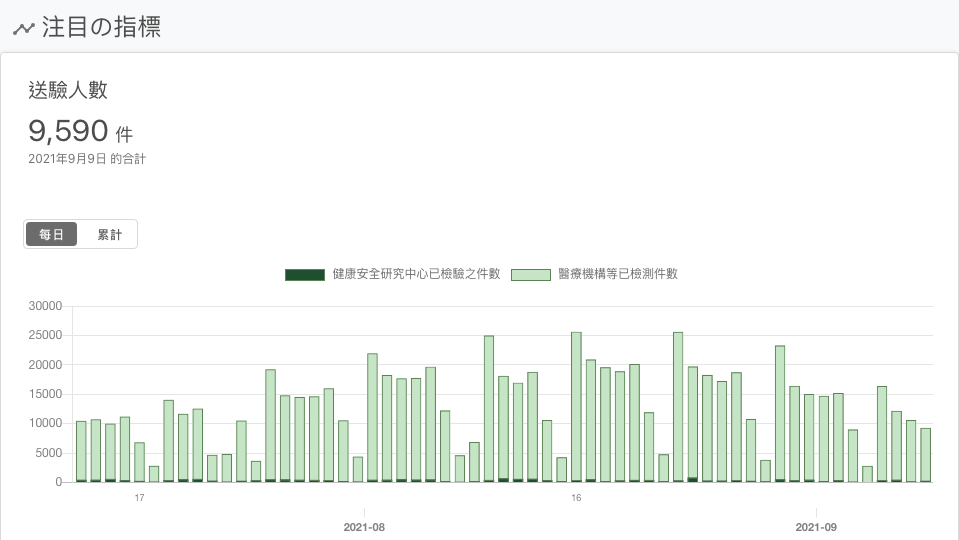 注目の指標
送驗人數
9,590 件
2021年9月9日 的合計
每日 累計
健康安全研究中心已檢驗之件數 醫療機構等已檢測件數
30000
25000
20000
15000
10000
5000
0
17 16
2021-08 2021-09